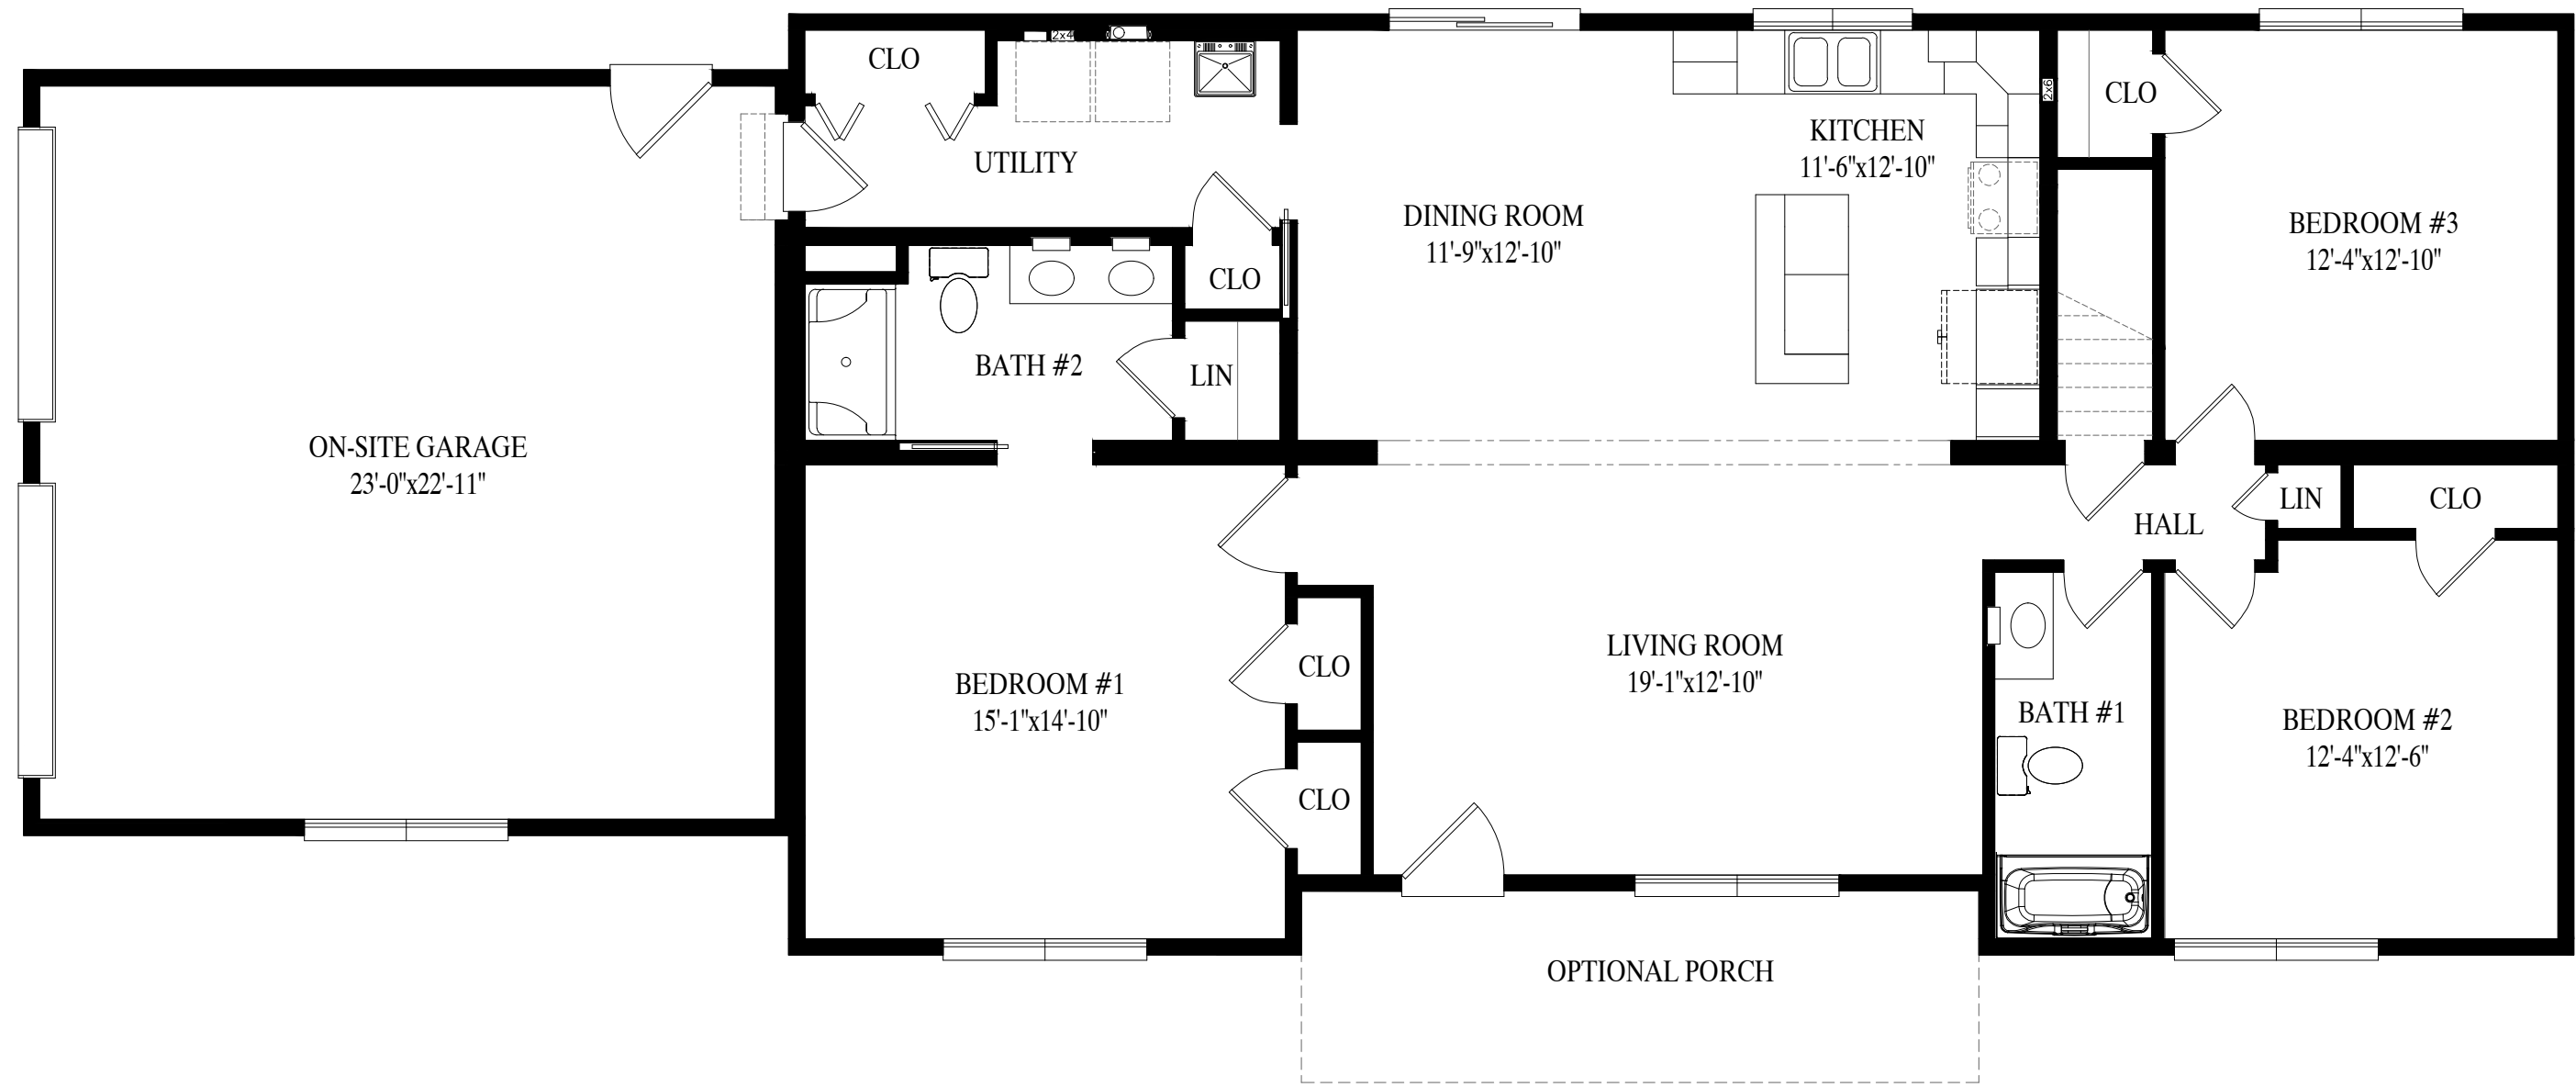 CLO
2x4
UTILITY
CLO
BATH #2
LIN
ON-SITE GARAGE
23'-0"x22'-11"
DINING ROOM
11'-9"x12'-10"
KITCHEN
11'-6"x12'-10"
2x6
CLO
BEDROOM #3
12'-4"x12'-10"
HALL
LIN
CLO
BEDROOM #1
15'-1"x14'-10"
CLO
CLO
LIVING ROOM
19'-1"x12'-10"
BATH #1
BEDROOM #2
12'-4"x12'-6"
OPTIONAL PORCH